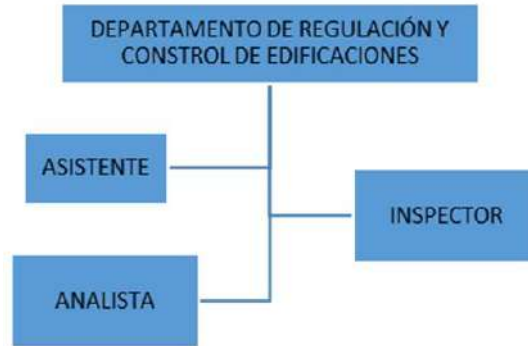 DEPARTAMENTO DE REGULACIÓN Y
CONSTROL DE EDIFICACIONES
ASISTENTE
INSPECTOR
ANALISTA